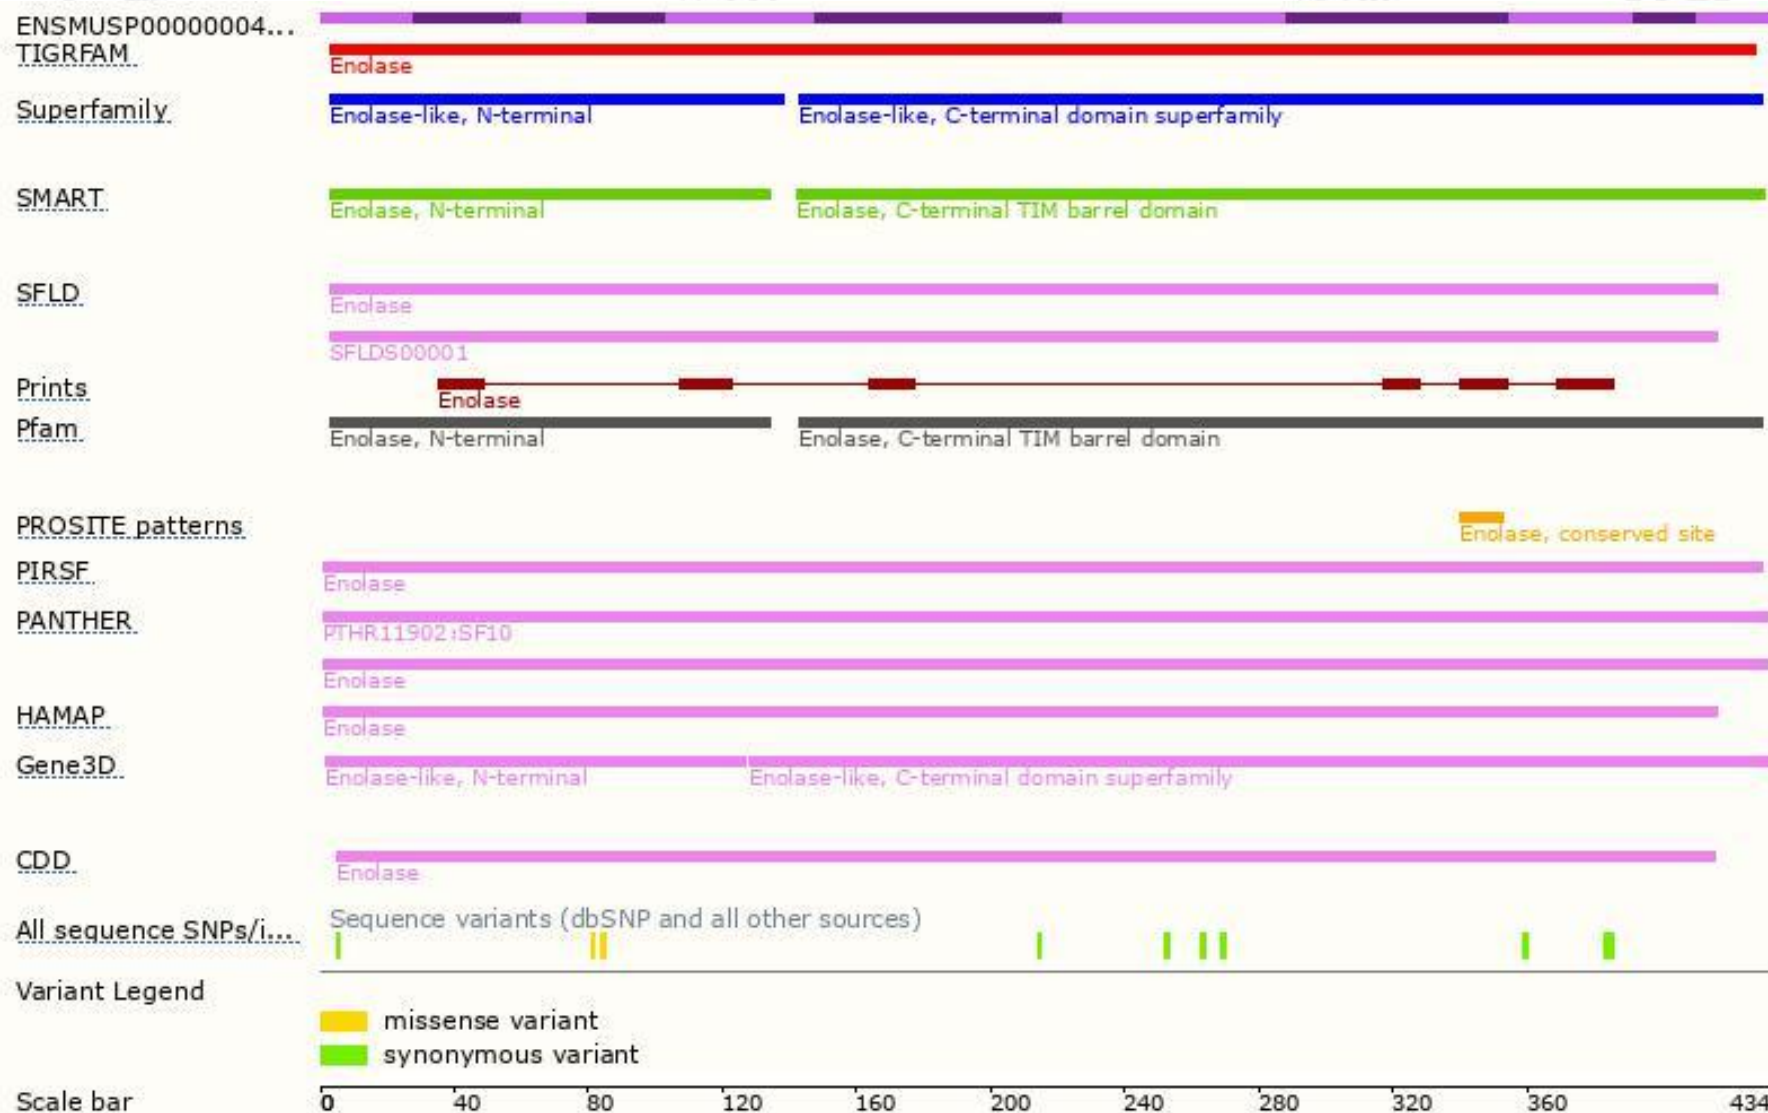 ENSMUSP00000004...
TIGRFAM
Enolase
Superfamily
Enolase-like, N-terminal Enolase-like, C-terminal domain superfamily
SMART
Enolase, N-terminal Enolase, C-terminal TIM barrel domain
SFLD
Enolase
SFLDS00001
Prints
Enolase
Pfam
Enolase, N-terminal Enolase, C-terminal TIM barrel domain
PROSITE patterns
Enolase, conserved site
PIRSF
Enolase
PANTHER
PTHR11902:SF10
Enolase
HAMAP
Enolase
Gene3D
Enolase-like, N-terminal Enolase-like, C-terminal domain superfamily
CDD
Enolase
All sequence SNPs/i...
Sequence variants (dbSNP and all other sources)
Variant Legend
missense variant
synonymous variant
Scale bar 0 40 80 120 160 200 240 280 320 360 434